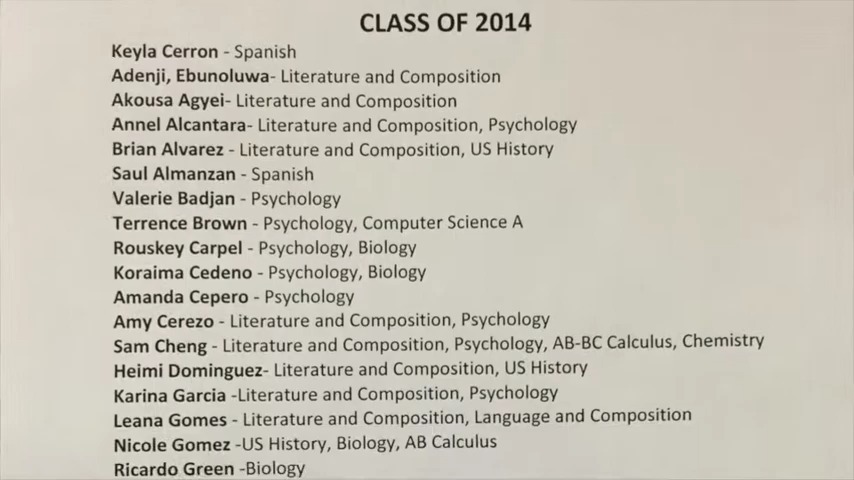 CLASS OF 2014
Keyla Cerron - Spanish
Adenji, Ebunoluwa- Literature and Composition
Akousa Agyei- Literature and Composition
Annel Alcantara- Literature and Composition, Psychology
Brian Alvarez - Literature and Composition, US History
Saul Almanzan - Spanish
Valerie Badjan - Psychology
Terrence Brown - Psychology, Computer Science A
Rouskey Carpel - Psychology, Biology
Koraima Cedeno - Psychology, Biology
Amanda Cepero - Psychology
Amy Cerezo - Literature and Composition, Psychology
Sam Cheng - Literature and Composition, Psychology, AB-BC Calculus, Chemistry
Heimi Dominguez- Literature and Composition, US History
Karina Garcia -Literature and Composition, Psychology
Leana Gomes - Literature and Composition, Language and Composition
Nicole Gomez -US History, Biology, AB Calculus
Ricardo Green -Biology